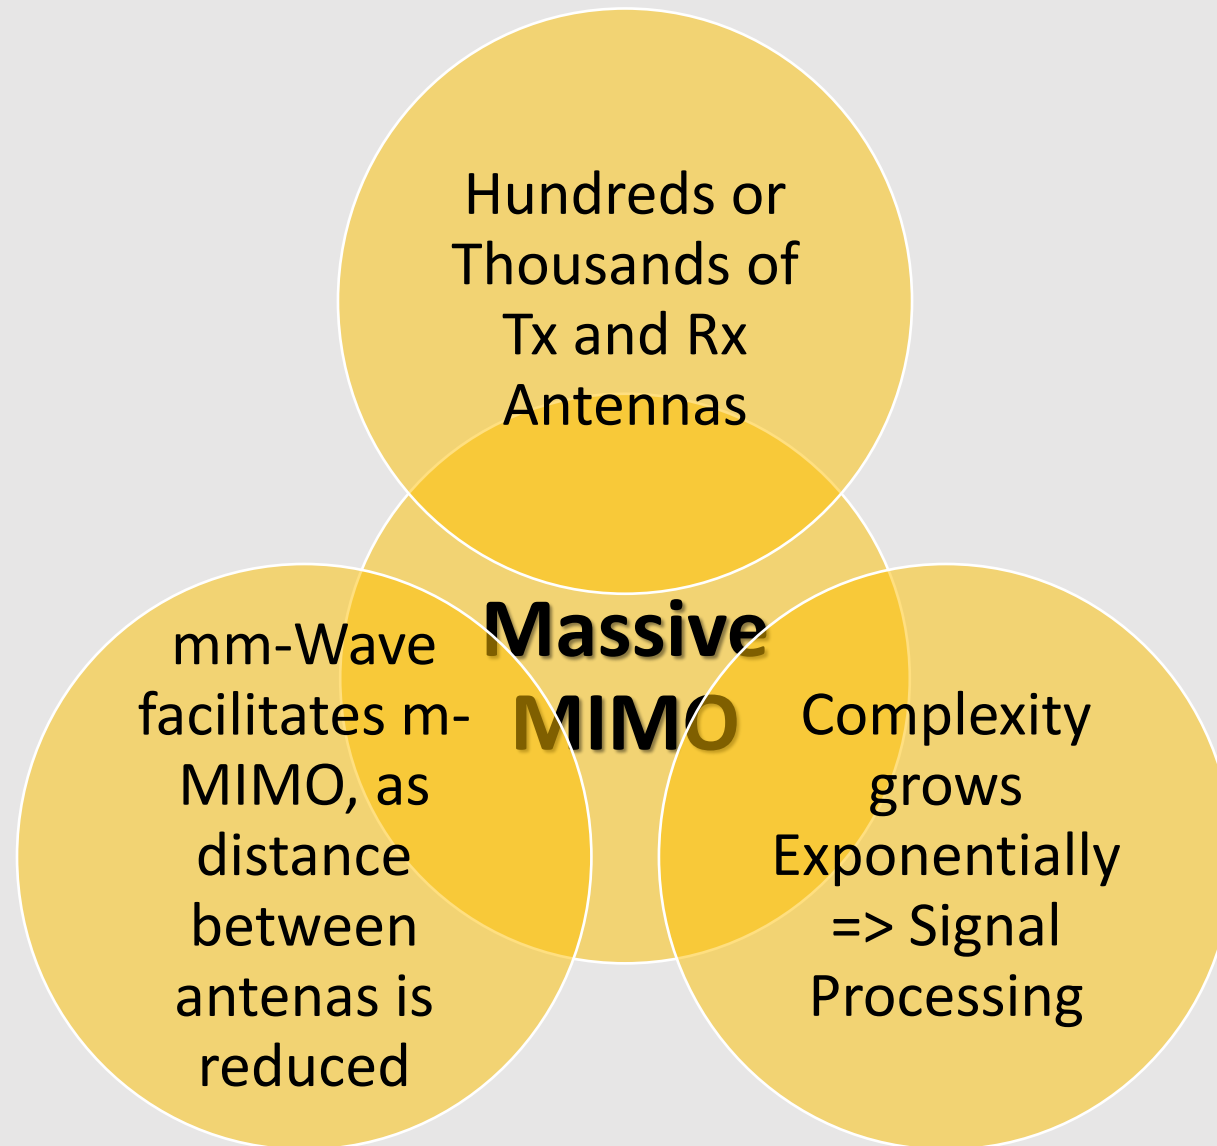 Hundreds or
Thousands of
Tx and Rx
Antennas
Massive
MIMO
mm-Wave
facilitates m-
MIMO, as
distance
between
antenas is
reduced
Complexity
grows
Exponentially
=> Signal
Processing